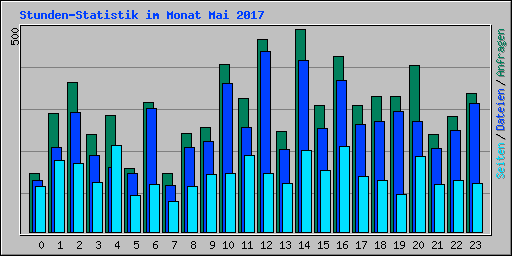 Stunden-Statistik im Monat Mai 2017
500
Seiten / Dateien / Anfragen
0 1 2 3 4 5 6 7 8 9 10 11 12 13 14 15 16 17 18 19 20 21 22 23